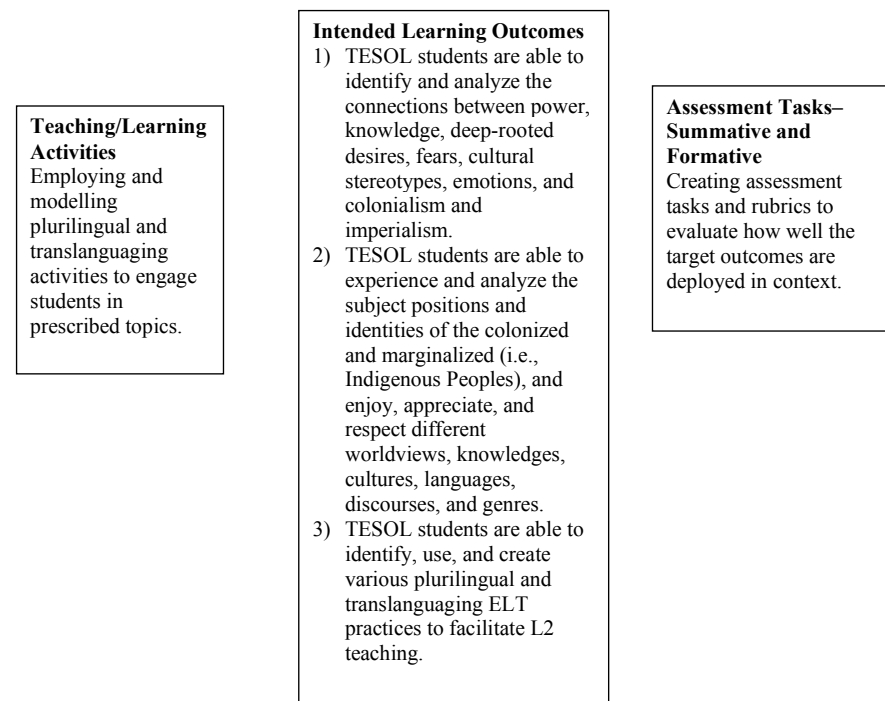 Teaching/Learning
Activities
Employing and
modelling
plurilingual and
translanguaging
activities to engage
students in
prescribed topics.
Intended Learning Outcomes
1) TESOL students are able to
identify and analyze the
connections between power,
knowledge, deep-rooted
desires, fears, cultural
stereotypes, emotions, and
colonialism and
imperialism.
2) TESOL students are able to
experience and analyze the
subject positions and
identities of the colonized
and marginalized (i.e.,
Indigenous Peoples), and
enjoy, appreciate, and
respect different
worldviews, knowledges,
cultures, languages,
discourses, and genres.
3) TESOL students are able to
identify, use, and create
various plurilingual and
translanguaging ELT
practices to facilitate L2
teaching.
Assessment Tasks–
Summative and
Formative
Creating assessment
tasks and rubrics to
evaluate how well the
target outcomes are
deployed in context.